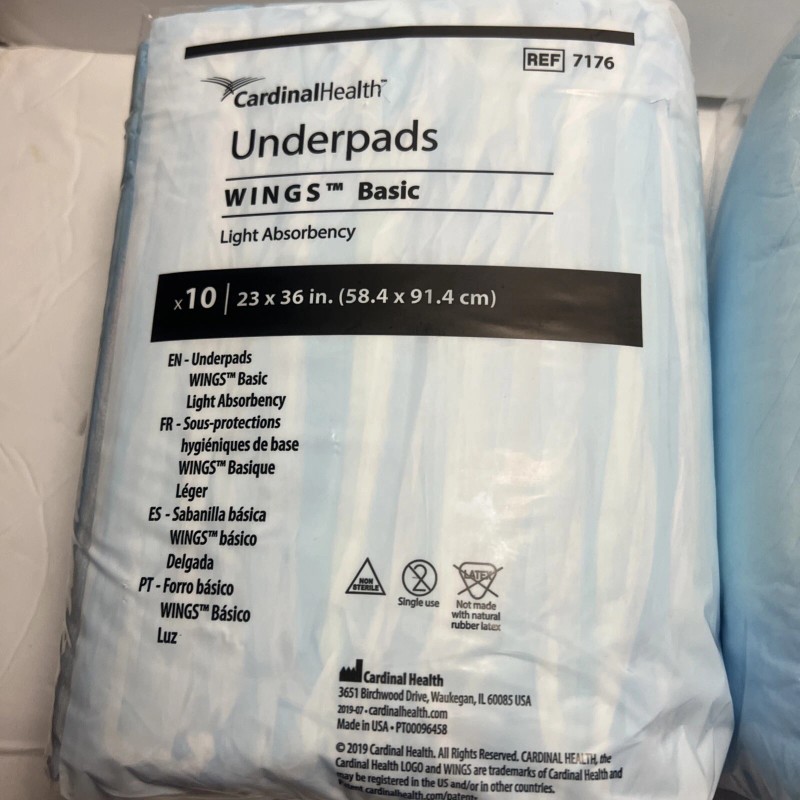 REF 7176
CardinalHealth™
Underpads
WINGS™ Basic
Light Absorbency
x10 | 23 x 36 in. (58.4 x 91.4 cm)
EN - Underpads
WINGS™ Basic
Light Absorbency
FR - Sous-protections
hygiéniques de base
WINGS™ Basique
Léger
ES - Sabanilla básica
WINGS™ básico
Delgada
PT - Forro básico
WINGS™ Básico
Luz
NON
STERILE
2
Single use
LATEX
Not made
with natural
rubber latex
Cardinal Health
3651 Birchwood Drive, Waukegan, IL 60085 USA
2019-07 • cardinalhealth.com
Made in USA • PT00096458
© 2019 Cardinal Health. All Rights Reserved. CARDINAL HEALTH, the
Cardinal Health LOGO and WINGS are trademarks of Cardinal Health and
may be registered in the US and/or in other countries.
Patent cardinalhealth.com/patents